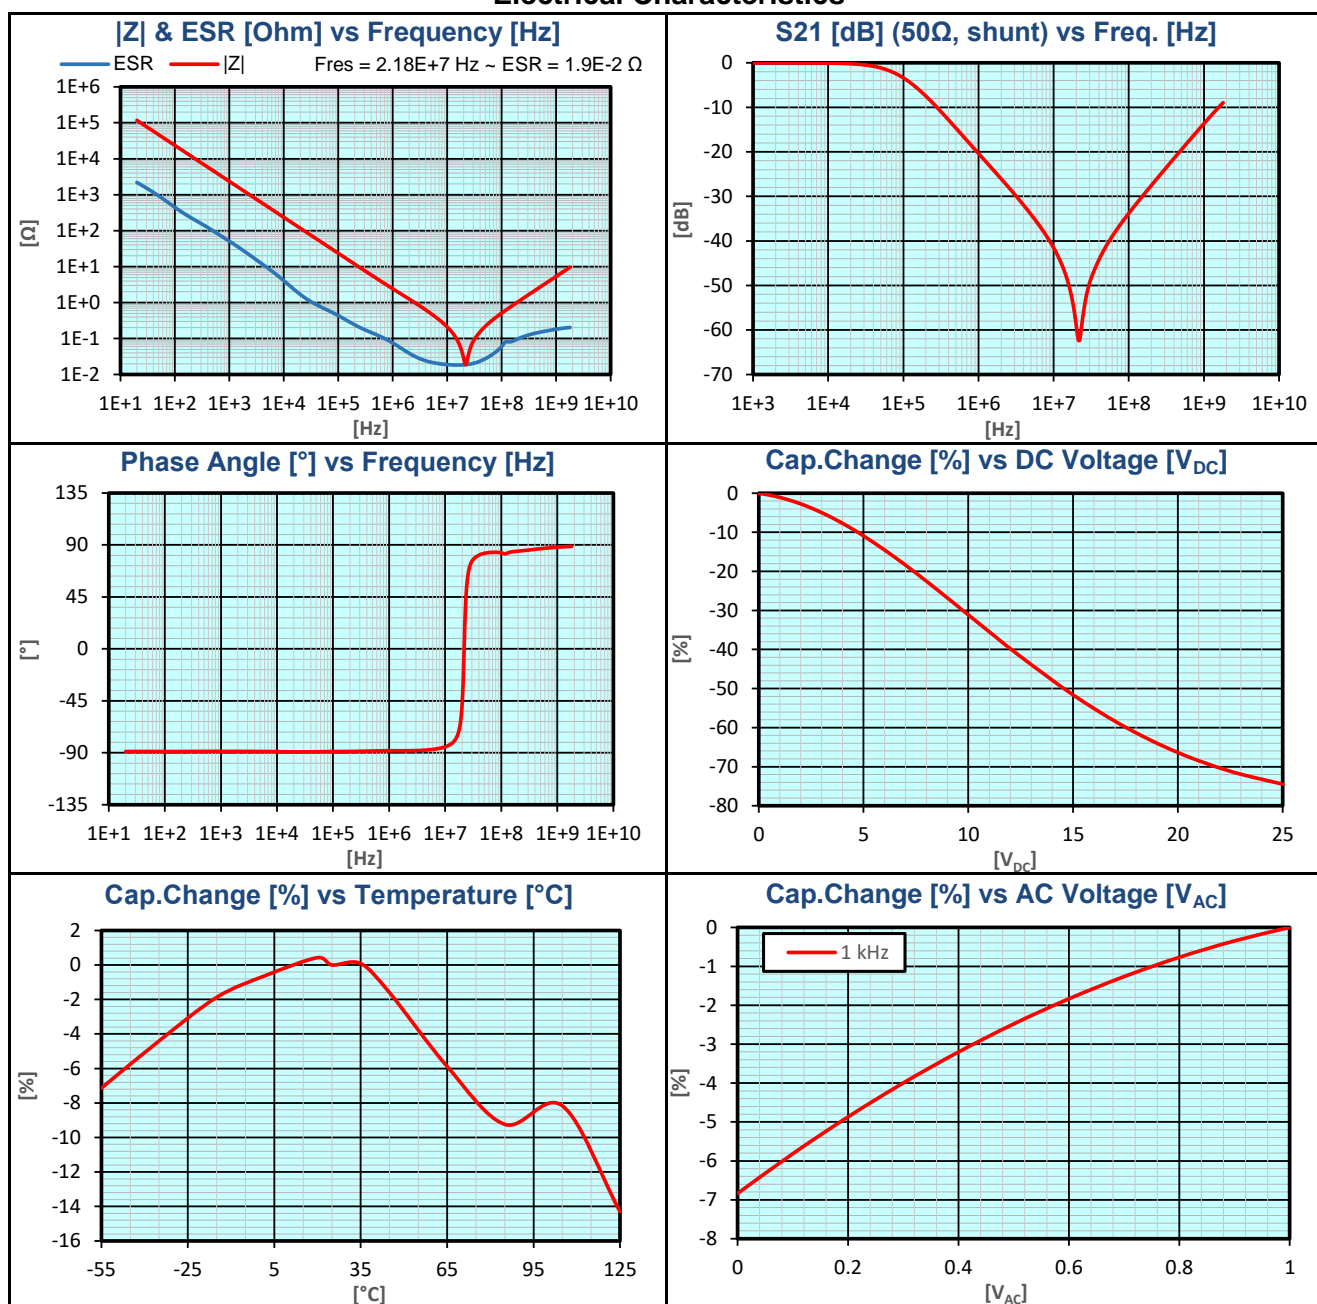 Electrical Characteristics
|Z| & ESR [Ohm] vs Frequency [Hz]
ESR |Z| Fres = 2.18E+7 Hz ~ ESR = 1.9E-2 Ω
1E+6
1E+5
1E+4
1E+3
1E+2
1E+1
1E+0
1E-1
1E-2
[Ω]
1E+1 1E+2 1E+3 1E+4 1E+5 1E+6 1E+7 1E+8 1E+9 1E+10
[Hz]
S21 [dB] (50Ω, shunt) vs Freq. [Hz]
0
-10
-20
-30
-40
-50
-60
-70
[dB]
1E+3 1E+4 1E+5 1E+6 1E+7 1E+8 1E+9 1E+10
[Hz]
Phase Angle [°] vs Frequency [Hz]
135
90
45
0
-45
-90
-135
[°]
1E+1 1E+2 1E+3 1E+4 1E+5 1E+6 1E+7 1E+8 1E+9 1E+10
[Hz]
Cap.Change [%] vs DC Voltage [VDC]
0
-10
-20
-30
-40
-50
-60
-70
-80
[%]
0 5 10 15 20 25
[VDC]
Cap.Change [%] vs Temperature [°C]
2
0
-2
-4
-6
-8
-10
-12
-14
-16
[%]
-55 -25 5 35 65 95 125
[°C]
Cap.Change [%] vs AC Voltage [VAC]
1 kHz
0
-1
-2
-3
-4
-5
-6
-7
-8
[%]
0 0.2 0.4 0.6 0.8 1
[VAC]